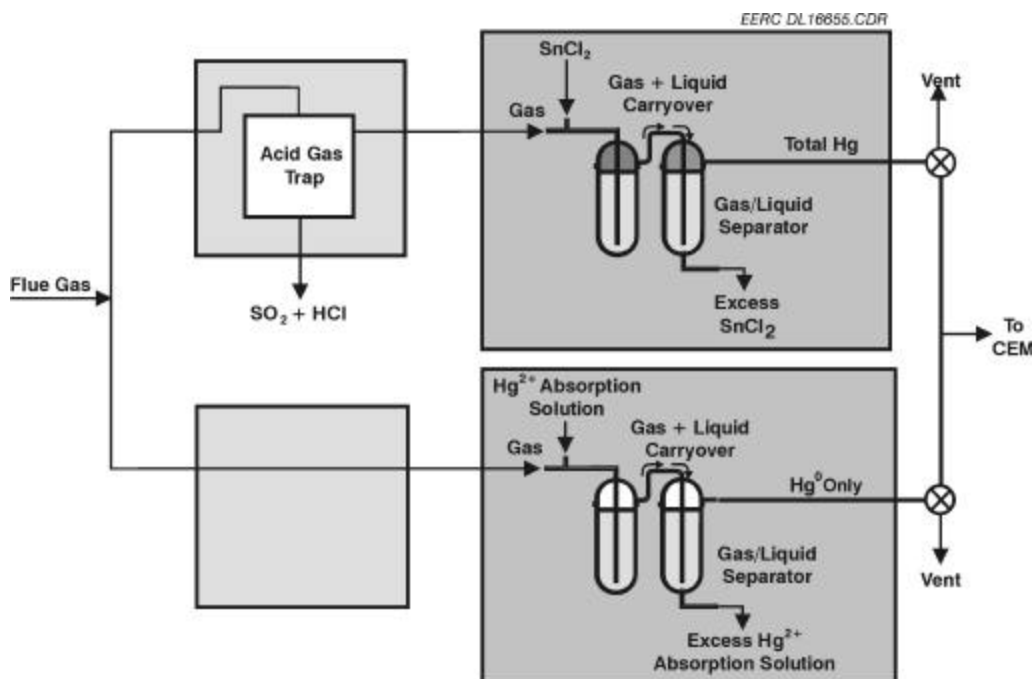 EERC DL16655.CDR
SnCl2
Gas + Liquid
Carryover
Gas
Vent
Acid Gas
Trap
Total Hg
Gas/Liquid
Separator
Flue Gas
SO2 + HCl
Excess
SnCl2
To
CEM
Hg2+ Absorption
Solution
Gas + Liquid
Carryover
Gas
Hg0 Only
Gas/Liquid
Separator
Vent
Excess Hg2+
Absorption Solution